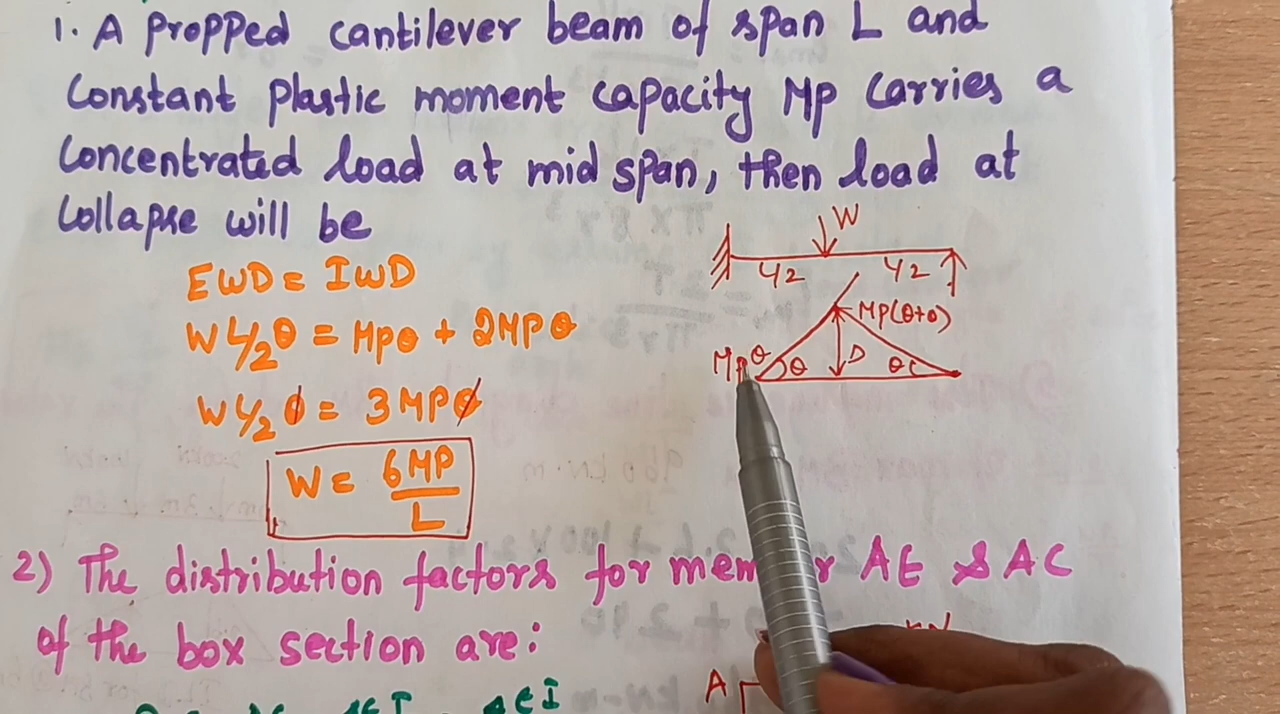 1. A propped cantilever beam of span L and
Constant plastic moment capacity Mp carries a
Concentrated load at mid span, then load at
Collapse will be
W
L/2 L/2
EWD = IWD
Mp(θ+θ)
W L/2 θ = Mpθ + 2MPθ
Mpθ θ D θ
W L/2 θ = 3MPθ
W = 6MP/L
2) The distribution factors for AE & AC
of the box section are:
A